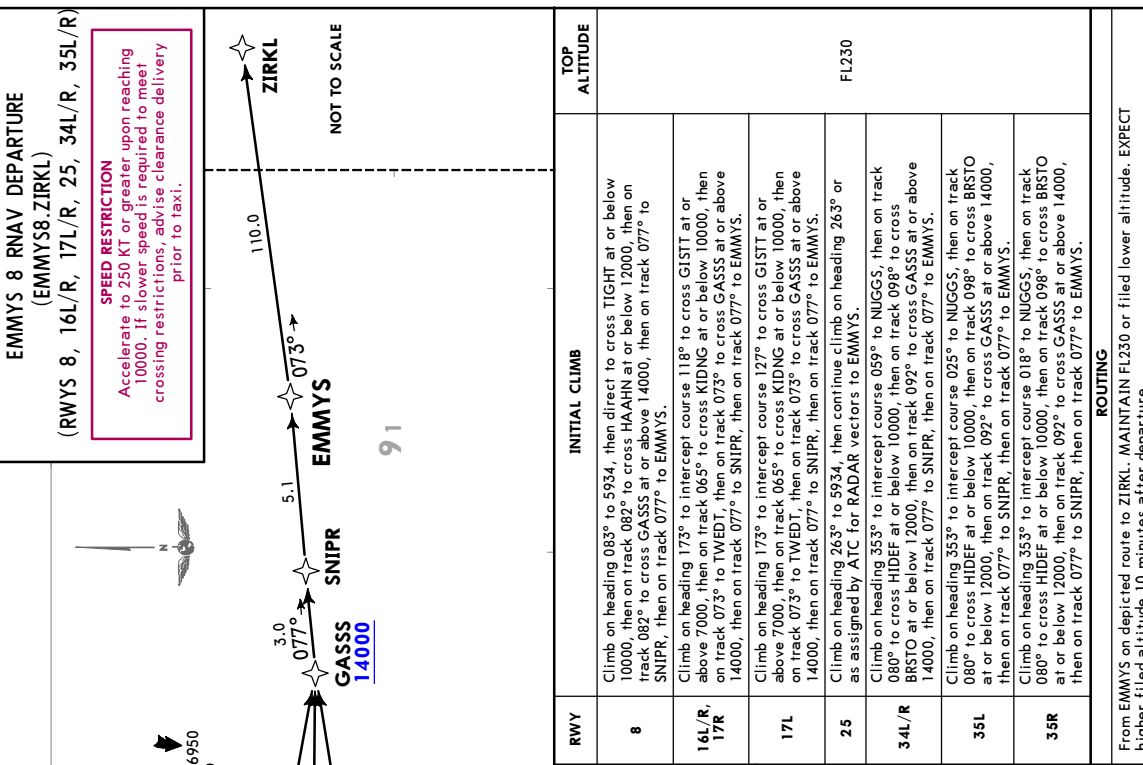 EMMYS 8 RNAV DEPARTURE
(EMMYS8.ZIRKL)
(RWYS 8, 16L/R, 17L/R, 25, 34L/R, 35L/R)
SPEED RESTRICTION
Accelerate to 250 KT or greater upon reaching
10000. If slower speed is required to meet
crossing restrictions, advise clearance delivery
prior to taxi.
ZIRKL
NOT TO SCALE
110.0
073°
EMMYS
91
5.1
N
SNIPR
3.0
077°
GASSS
14000
6950
RWY
INITIAL CLIMB
TOP
ALTITUDE
8
Climb on heading 083° to 5934, then direct to cross TIGHT at or below
10000, then on track 082° to cross HAAHN at or below 12000, then on
track 082° to cross GASSS at or above 14000, then on track 077° to
SNIPR, then on track 077° to EMMYS.
16L/R,
17R
Climb on heading 173° to intercept course 118° to cross GISTT at or
above 7000, then on track 065° to cross KIDNG at or below 10000, then
on track 073° to TWEDT, then on track 073° to cross GASSS at or above
14000, then on track 077° to SNIPR, then on track 077° to EMMYS.
17L
Climb on heading 173° to intercept course 127° to cross GISTT at or
above 7000, then on track 065° to cross KIDNG at or below 10000, then
on track 073° to TWEDT, then on track 073° to cross GASSS at or above
14000, then on track 077° to SNIPR, then on track 077° to EMMYS.
25
Climb on heading 263° to 5934, then continue climb on heading 263° or
as assigned by ATC for RADAR vectors to EMMYS.
34L/R
Climb on heading 353° to intercept course 059° to NUGGS, then on track
080° to cross HIDEF at or below 10000, then on track 098° to cross
BRSTO at or below 12000, then on track 092° to cross GASSS at or above
14000, then on track 077° to SNIPR, then on track 077° to EMMYS.
35L
Climb on heading 353° to intercept course 025° to NUGGS, then on track
080° to cross HIDEF at or below 10000, then on track 098° to cross BRSTO
at or below 12000, then on track 092° to cross GASSS at or above 14000,
then on track 077° to SNIPR, then on track 077° to EMMYS.
35R
Climb on heading 353° to intercept course 018° to NUGGS, then on track
080° to cross HIDEF at or below 10000, then on track 098° to cross BRSTO
at or below 12000, then on track 092° to cross GASSS at or above 14000,
then on track 077° to SNIPR, then on track 077° to EMMYS.
FL230
ROUTING
From EMMYS on depicted route to ZIRKL. MAINTAIN FL230 or filed lower altitude. EXPECT
higher filed altitude 10 minutes after departure.